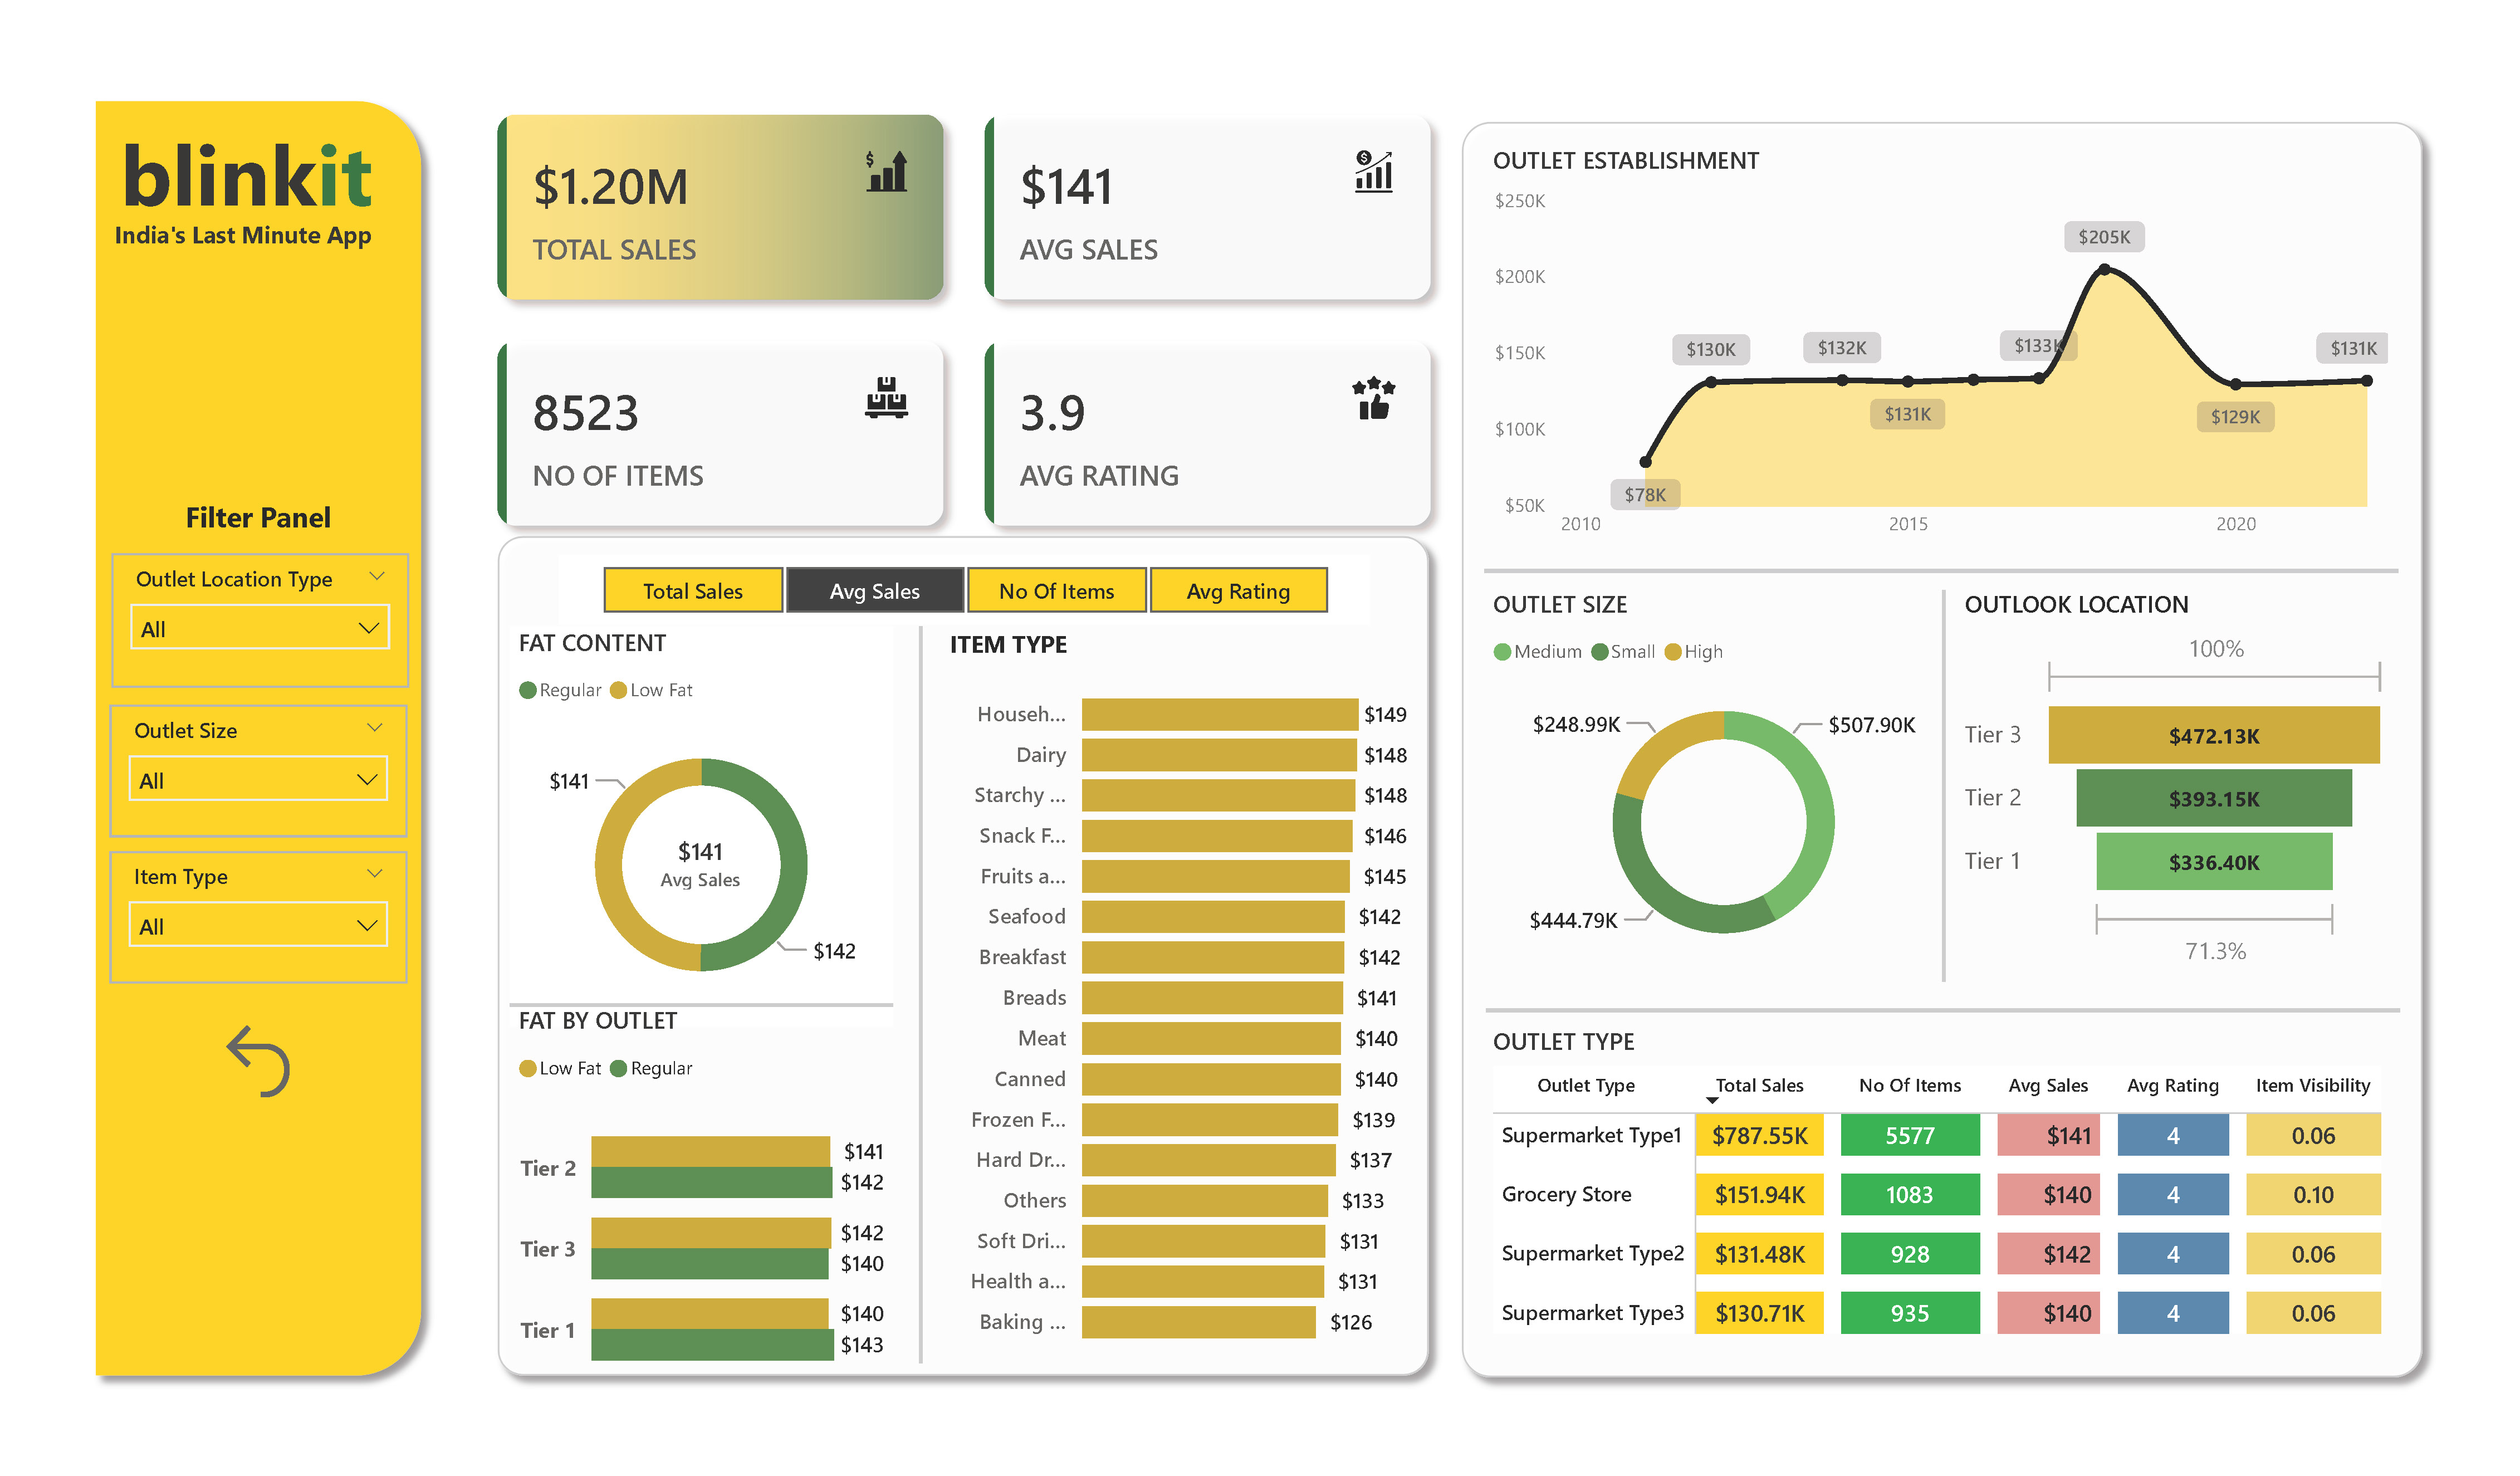 blinkit
India's Last Minute App
Filter Panel
Outlet Location Type
All
Outlet Size
All
Item Type
All
$1.20M
TOTAL SALES
$141
AVG SALES
8523
NO OF ITEMS
3.9
AVG RATING
Total Sales
Avg Sales
No Of Items
Avg Rating
FAT CONTENT
Regular Low Fat
$141
$141
Avg Sales
$142
FAT BY OUTLET
Low Fat Regular
Tier 2 $141
$142
Tier 3 $142
$140
Tier 1 $140
$143
ITEM TYPE
Househ... $149
Dairy $148
Starchy ... $148
Snack F... $146
Fruits a... $145
Seafood $142
Breakfast $142
Breads $141
Meat $140
Canned $140
Frozen F... $139
Hard Dr... $137
Others $133
Soft Dri... $131
Health a... $131
Baking ... $126
OUTLET ESTABLISHMENT
$250K
$200K
$150K
$100K
$50K
$78K
$130K
$132K
$131K
$133K
$205K
$129K
$131K
2010 2015 2020
OUTLET SIZE
Medium Small High
$248.99K
$507.90K
$444.79K
OUTLOOK LOCATION
100%
Tier 3 $472.13K
Tier 2 $393.15K
Tier 1 $336.40K
71.3%
OUTLET TYPE
Outlet Type Total Sales No Of Items Avg Sales Avg Rating Item Visibility
Supermarket Type1 $787.55K 5577 $141 4 0.06
Grocery Store $151.94K 1083 $140 4 0.10
Supermarket Type2 $131.48K 928 $142 4 0.06
Supermarket Type3 $130.71K 935 $140 4 0.06